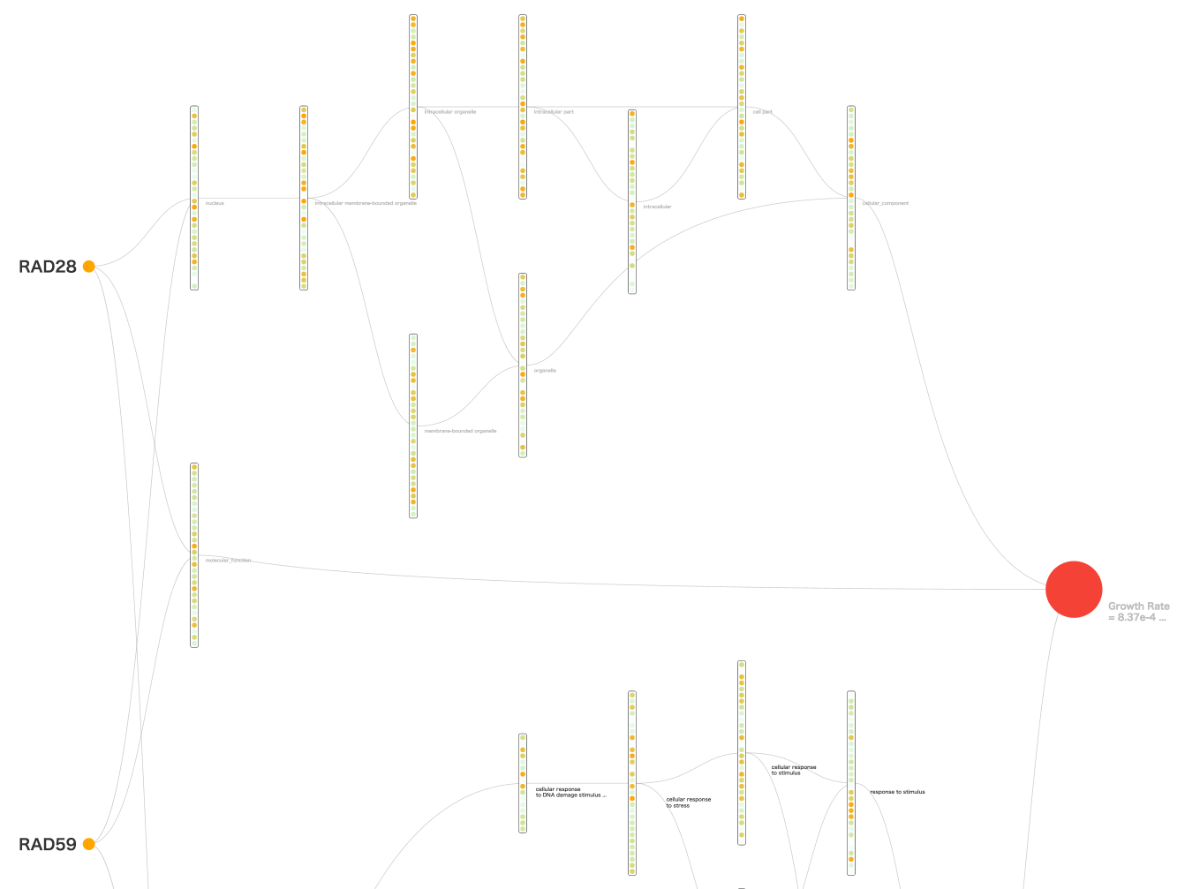 intracellular organelle
intracellular part
cell part
nucleus
intracellular membrane-bounded organelle
intracellular
cellular_component
RAD28
organelle
membrane-bounded organelle
molecular_function
Growth Rate
= 8.37e-4 ...
cellular response
to stimulus
cellular response
to DNA damage stimulus ...
response to stimulus
cellular response
to stress
RAD59